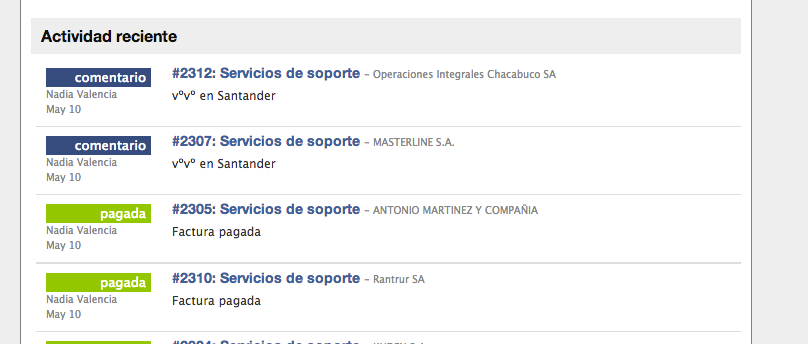 Actividad reciente
comentario #2312: Servicios de soporte – Operaciones Integrales Chacabuco SA
Nadia Valencia vºvº en Santander
May 10
comentario #2307: Servicios de soporte – MASTERLINE S.A.
Nadia Valencia vºvº en Santander
May 10
pagada #2305: Servicios de soporte – ANTONIO MARTINEZ Y COMPAÑIA
Nadia Valencia Factura pagada
May 10
pagada #2310: Servicios de soporte – Rantrur SA
Nadia Valencia Factura pagada
May 10
Servicios de soporte